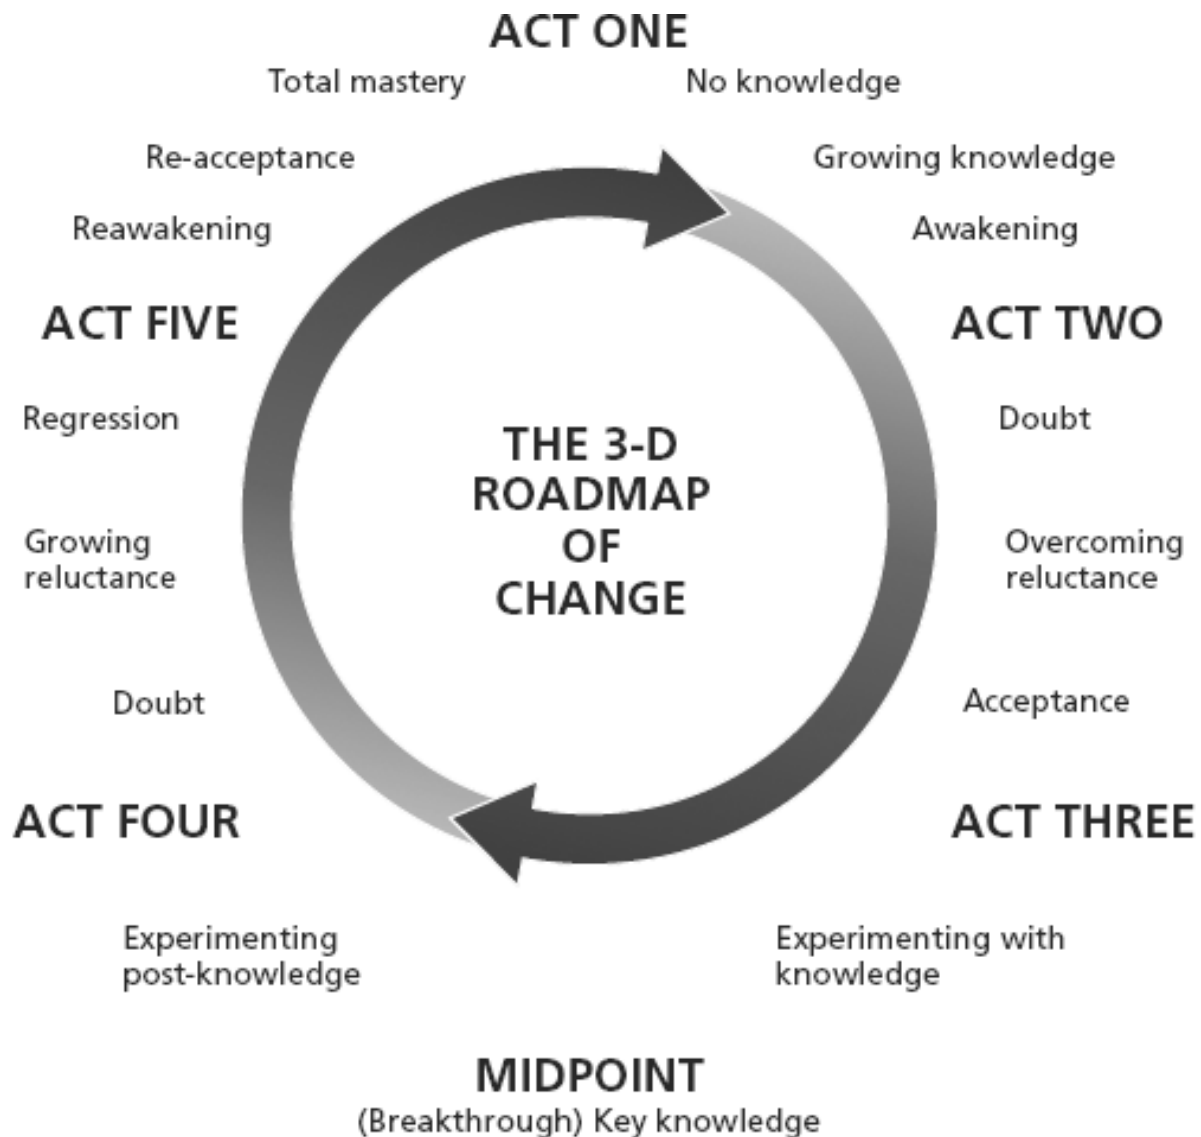 ACT ONE
Total mastery
No knowledge
Re-acceptance
Growing knowledge
Reawakening
Awakening
ACT FIVE
ACT TWO
Regression
Doubt
THE 3-D
ROADMAP
OF
CHANGE
Growing
reluctance
Overcoming
reluctance
Doubt
Acceptance
ACT FOUR
ACT THREE
Experimenting
post-knowledge
Experimenting with
knowledge
MIDPOINT
(Breakthrough) Key knowledge